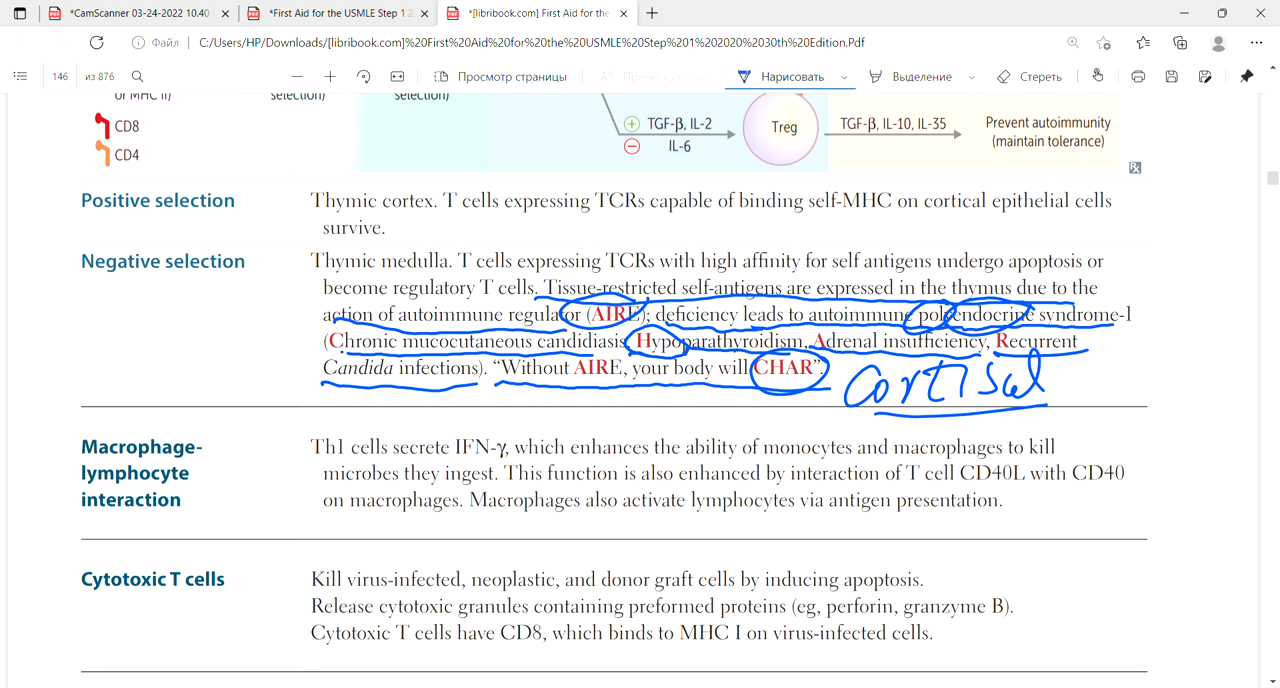 *CamScanner 03-24-2022 10.40
*First Aid for the USMLE Step 1 2
*[libribook.com] First Aid for the
Файл
C:/Users/HP/Downloads/[libribook.com]%20First%20Aid%20for%20the%20USMLE%20Step%201%202020%2030th%20Edition.Pdf
146 из 876
Просмотр страницы
Прочесть вслух
Нарисовать
Выделение
Стереть
or MHC II)
selection)
selection)
CD8
CD4
TGF-β, IL-2
IL-6
Treg
TGF-β, IL-10, IL-35
Prevent autoimmunity
(maintain tolerance)
Rx
Positive selection
Thymic cortex. T cells expressing TCRs capable of binding self-MHC on cortical epithelial cells
survive.
Negative selection
Thymic medulla. T cells expressing TCRs with high affinity for self antigens undergo apoptosis or
become regulatory T cells. Tissue-restricted self-antigens are expressed in the thymus due to the
action of autoimmune regulator (AIRE); deficiency leads to autoimmune polyendocrine syndrome-1
(Chronic mucocutaneous candidiasis, Hypoparathyroidism, Adrenal insufficiency, Recurrent
Candida infections). “Without AIRE, your body will CHAR”.
cortisol
Macrophage-
lymphocyte
interaction
Th1 cells secrete IFN-γ, which enhances the ability of monocytes and macrophages to kill
microbes they ingest. This function is also enhanced by interaction of T cell CD40L with CD40
on macrophages. Macrophages also activate lymphocytes via antigen presentation.
Cytotoxic T cells
Kill virus-infected, neoplastic, and donor graft cells by inducing apoptosis.
Release cytotoxic granules containing preformed proteins (eg, perforin, granzyme B).
Cytotoxic T cells have CD8, which binds to MHC I on virus-infected cells.